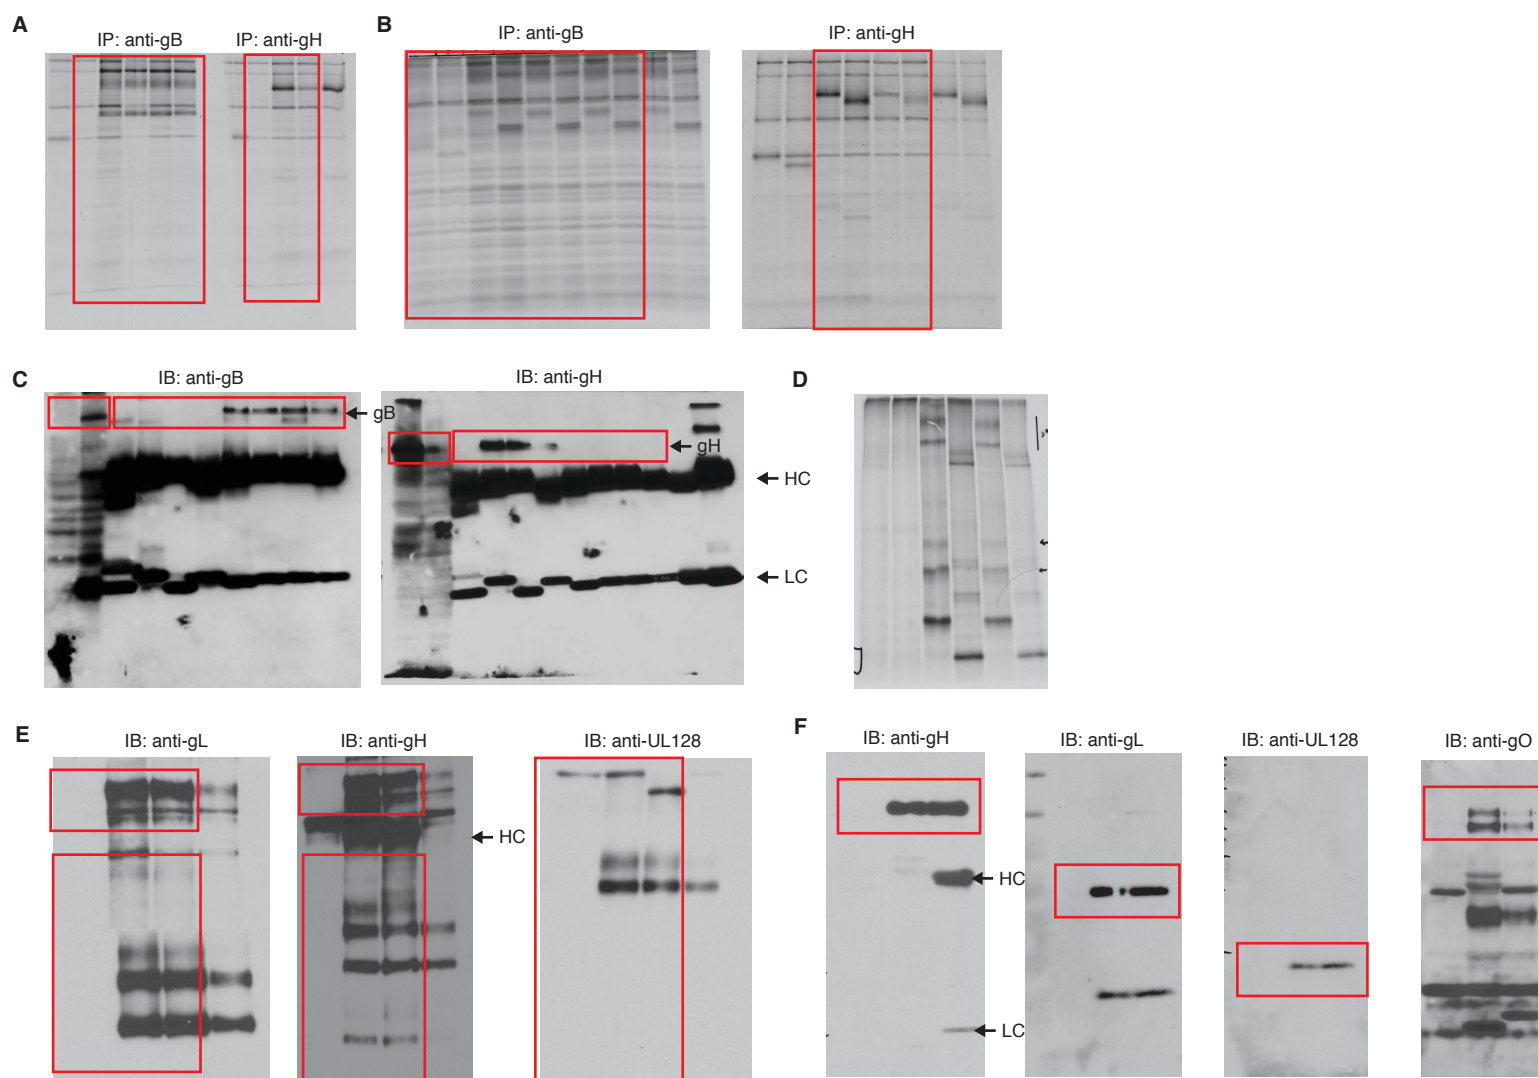 A
IP: anti-gB
IP: anti-gH
B
IP: anti-gB
IP: anti-gH
C
IB: anti-gB
gB
IB: anti-gH
gH
HC
LC
D
E
IB: anti-gL
IB: anti-gH
HC
IB: anti-UL128
F
IB: anti-gH
HC
LC
IB: anti-gL
IB: anti-UL128
IB: anti-gO